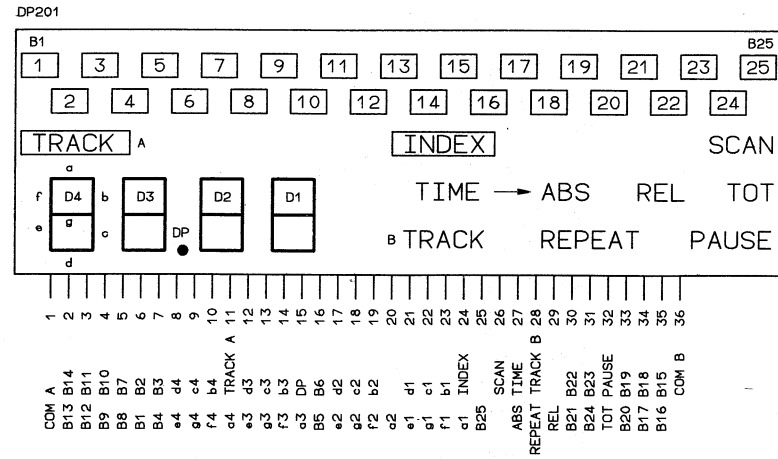 DP201
B1 B25
1 3 5 7 9 11 13 15 17 19 21 23 25
2 4 6 8 10 12 14 16 18 20 22 24
TRACK A INDEX SCAN
a
f D4 b D3 D2 D1 TIME → ABS REL TOT
e g c DP B TRACK REPEAT PAUSE
d
1 2 3 4 5 6 7 8 9 10 11 12 13 14 15 16 17 18 19 20 21 22 23 24 25 26 27 28 29 30 31 32 33 34 35 36
COM A
B13 B14
B12 B11
B9 B10
B8 B7
B1 B2
B4 B3
e4 d4
g4 c4
f4 b4
a4 TRACK A
e3 d3
g3 c3
f3 b3
a3 DP
B5 B6
e2 d2
g2 c2
f2 b2
a2
e1 d1
g1 c1
f1 b1
a1 INDEX
B25
SCAN
ABS TIME
REPEAT TRACK B
REL
B21 B22
B24 B23
TOT PAUSE
B20 B19
B17 B18
B16 B15
COM B